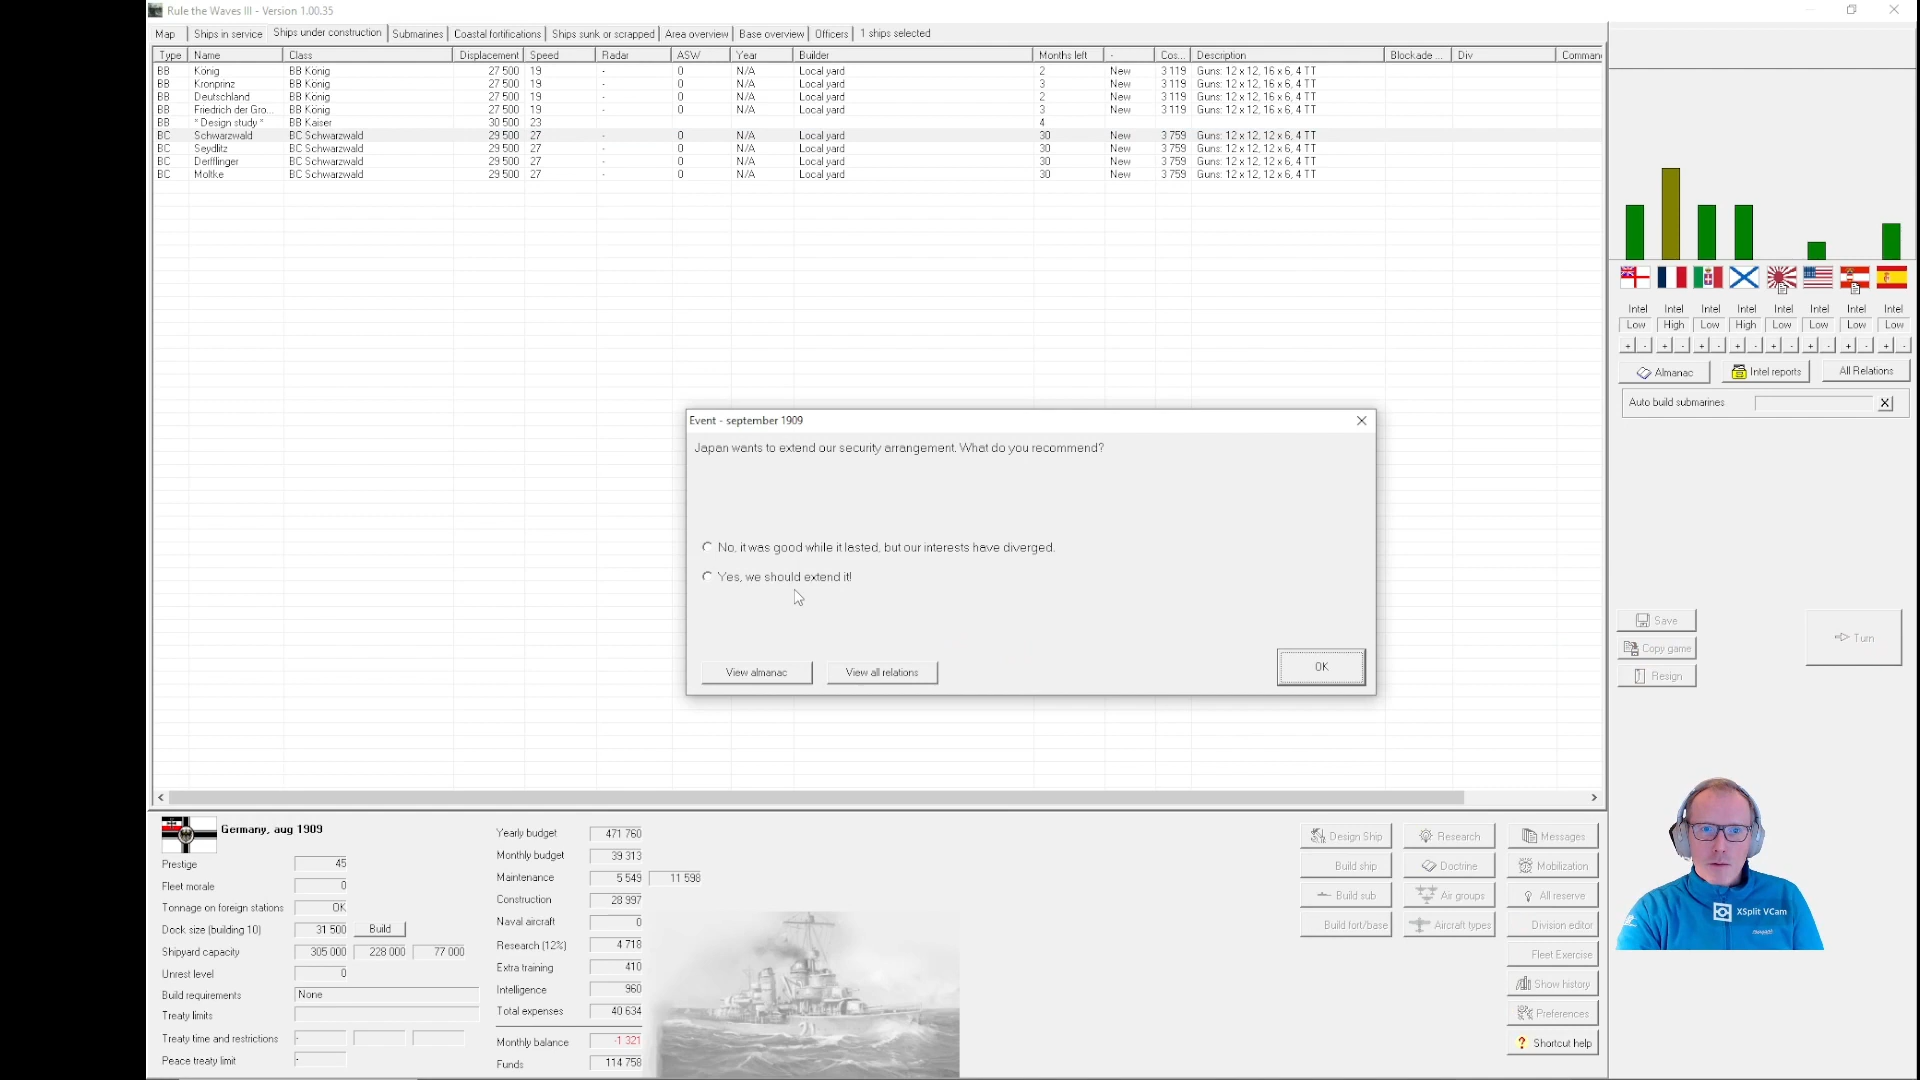 Rule the Waves III - Version 1.00.35
Map Ships in service Ships under construction Submarines Coastal fortifications Ships sunk or scrapped Area overview Base overview Officers 1 ships selected
Type Name Class Displacement Speed Radar ASW Year Builder Months left - Cos... Description Blockade ... Div Comman
BB König BB König 27 500 19 - 0 N/A Local yard 2 New 3 119 Guns: 12 x 12, 16 x 6, 4 TT
BB Kronprinz BB König 27 500 19 - 0 N/A Local yard 3 New 3 119 Guns: 12 x 12, 16 x 6, 4 TT
BB Deutschland BB König 27 500 19 - 0 N/A Local yard 2 New 3 119 Guns: 12 x 12, 16 x 6, 4 TT
BB Friedrich der Gro... BB König 27 500 19 - 0 N/A Local yard 3 New 3 119 Guns: 12 x 12, 16 x 6, 4 TT
BB * Design study * BB Kaiser 30 500 23 4
BC Schwarzwald BC Schwarzwald 29 500 27 - 0 N/A Local yard 30 New 3 759 Guns: 12 x 12, 12 x 6, 4 TT
BC Seydlitz BC Schwarzwald 29 500 27 - 0 N/A Local yard 30 New 3 759 Guns: 12 x 12, 12 x 6, 4 TT
BC Derfflinger BC Schwarzwald 29 500 27 - 0 N/A Local yard 30 New 3 759 Guns: 12 x 12, 12 x 6, 4 TT
BC Moltke BC Schwarzwald 29 500 27 - 0 N/A Local yard 30 New 3 759 Guns: 12 x 12, 12 x 6, 4 TT
Intel Intel Intel Intel Intel Intel Intel Intel
Low High Low High Low Low Low Low
+ - + - + - + - + - + - + - + -
Almanac Intel reports All Relations
Auto build submarines X
Event - september 1909
Japan wants to extend our security arrangement. What do you recommend?
No, it was good while it lasted, but our interests have diverged.
Yes, we should extend it!
View almanac View all relations OK
Save
Copy game
Resign
Turn
Germany, aug 1909
Prestige 45
Fleet morale 0
Tonnage on foreign stations OK
Dock size (building 10) 31 500 Build
Shipyard capacity 305 000 228 000 77 000
Unrest level 0
Build requirements None
Treaty limits
Treaty time and restrictions -
Peace treaty limit -
Yearly budget 471 760
Monthly budget 39 313
Maintenance 5 549 11 598
Construction 28 997
Naval aircraft 0
Research (12%) 4 718
Extra training 410
Intelligence 960
Total expenses 40 634
Monthly balance -1 321
Funds 114 758
Design Ship Research Messages
Build ship Doctrine Mobilization
Build sub Air groups All reserve
Build fort/base Aircraft types Division editor
Fleet Exercise
Show history
Preferences
? Shortcut help
XSplit VCam